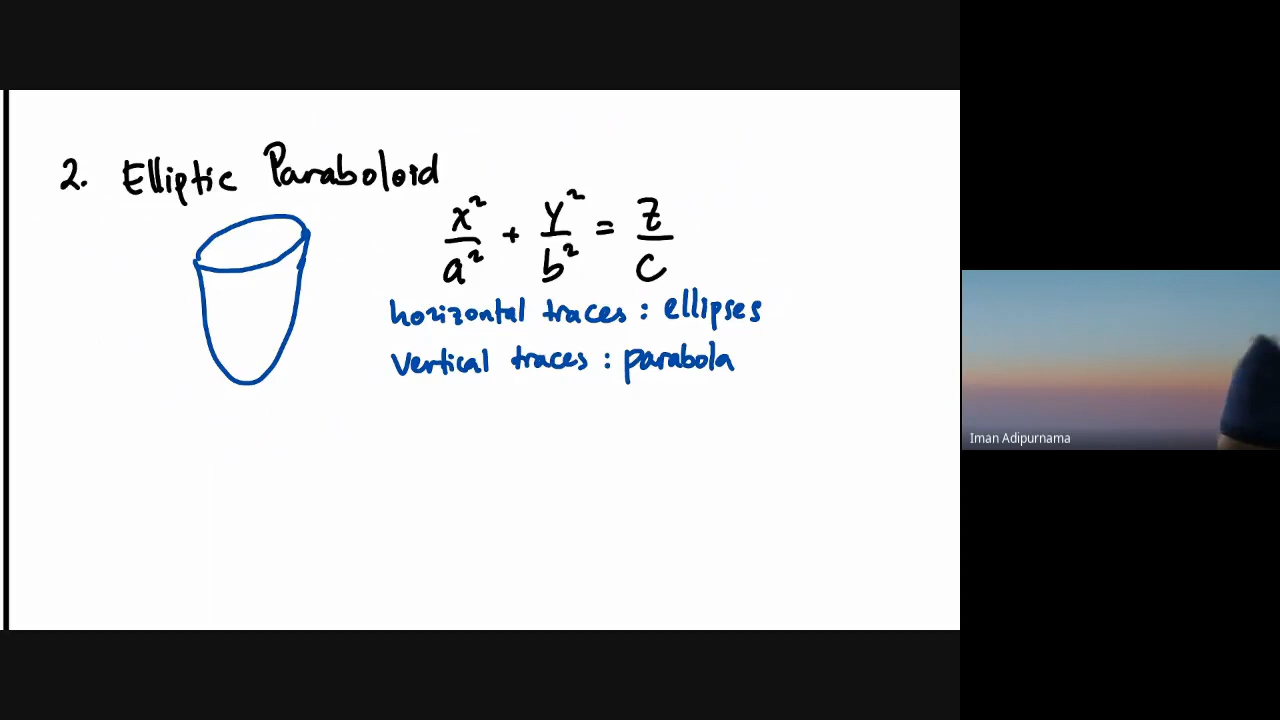 2. Elliptic Paraboloid
x²/a² + y²/b² = z/c
horizontal traces : ellipses
vertical traces : parabola
Iman Adipurnama